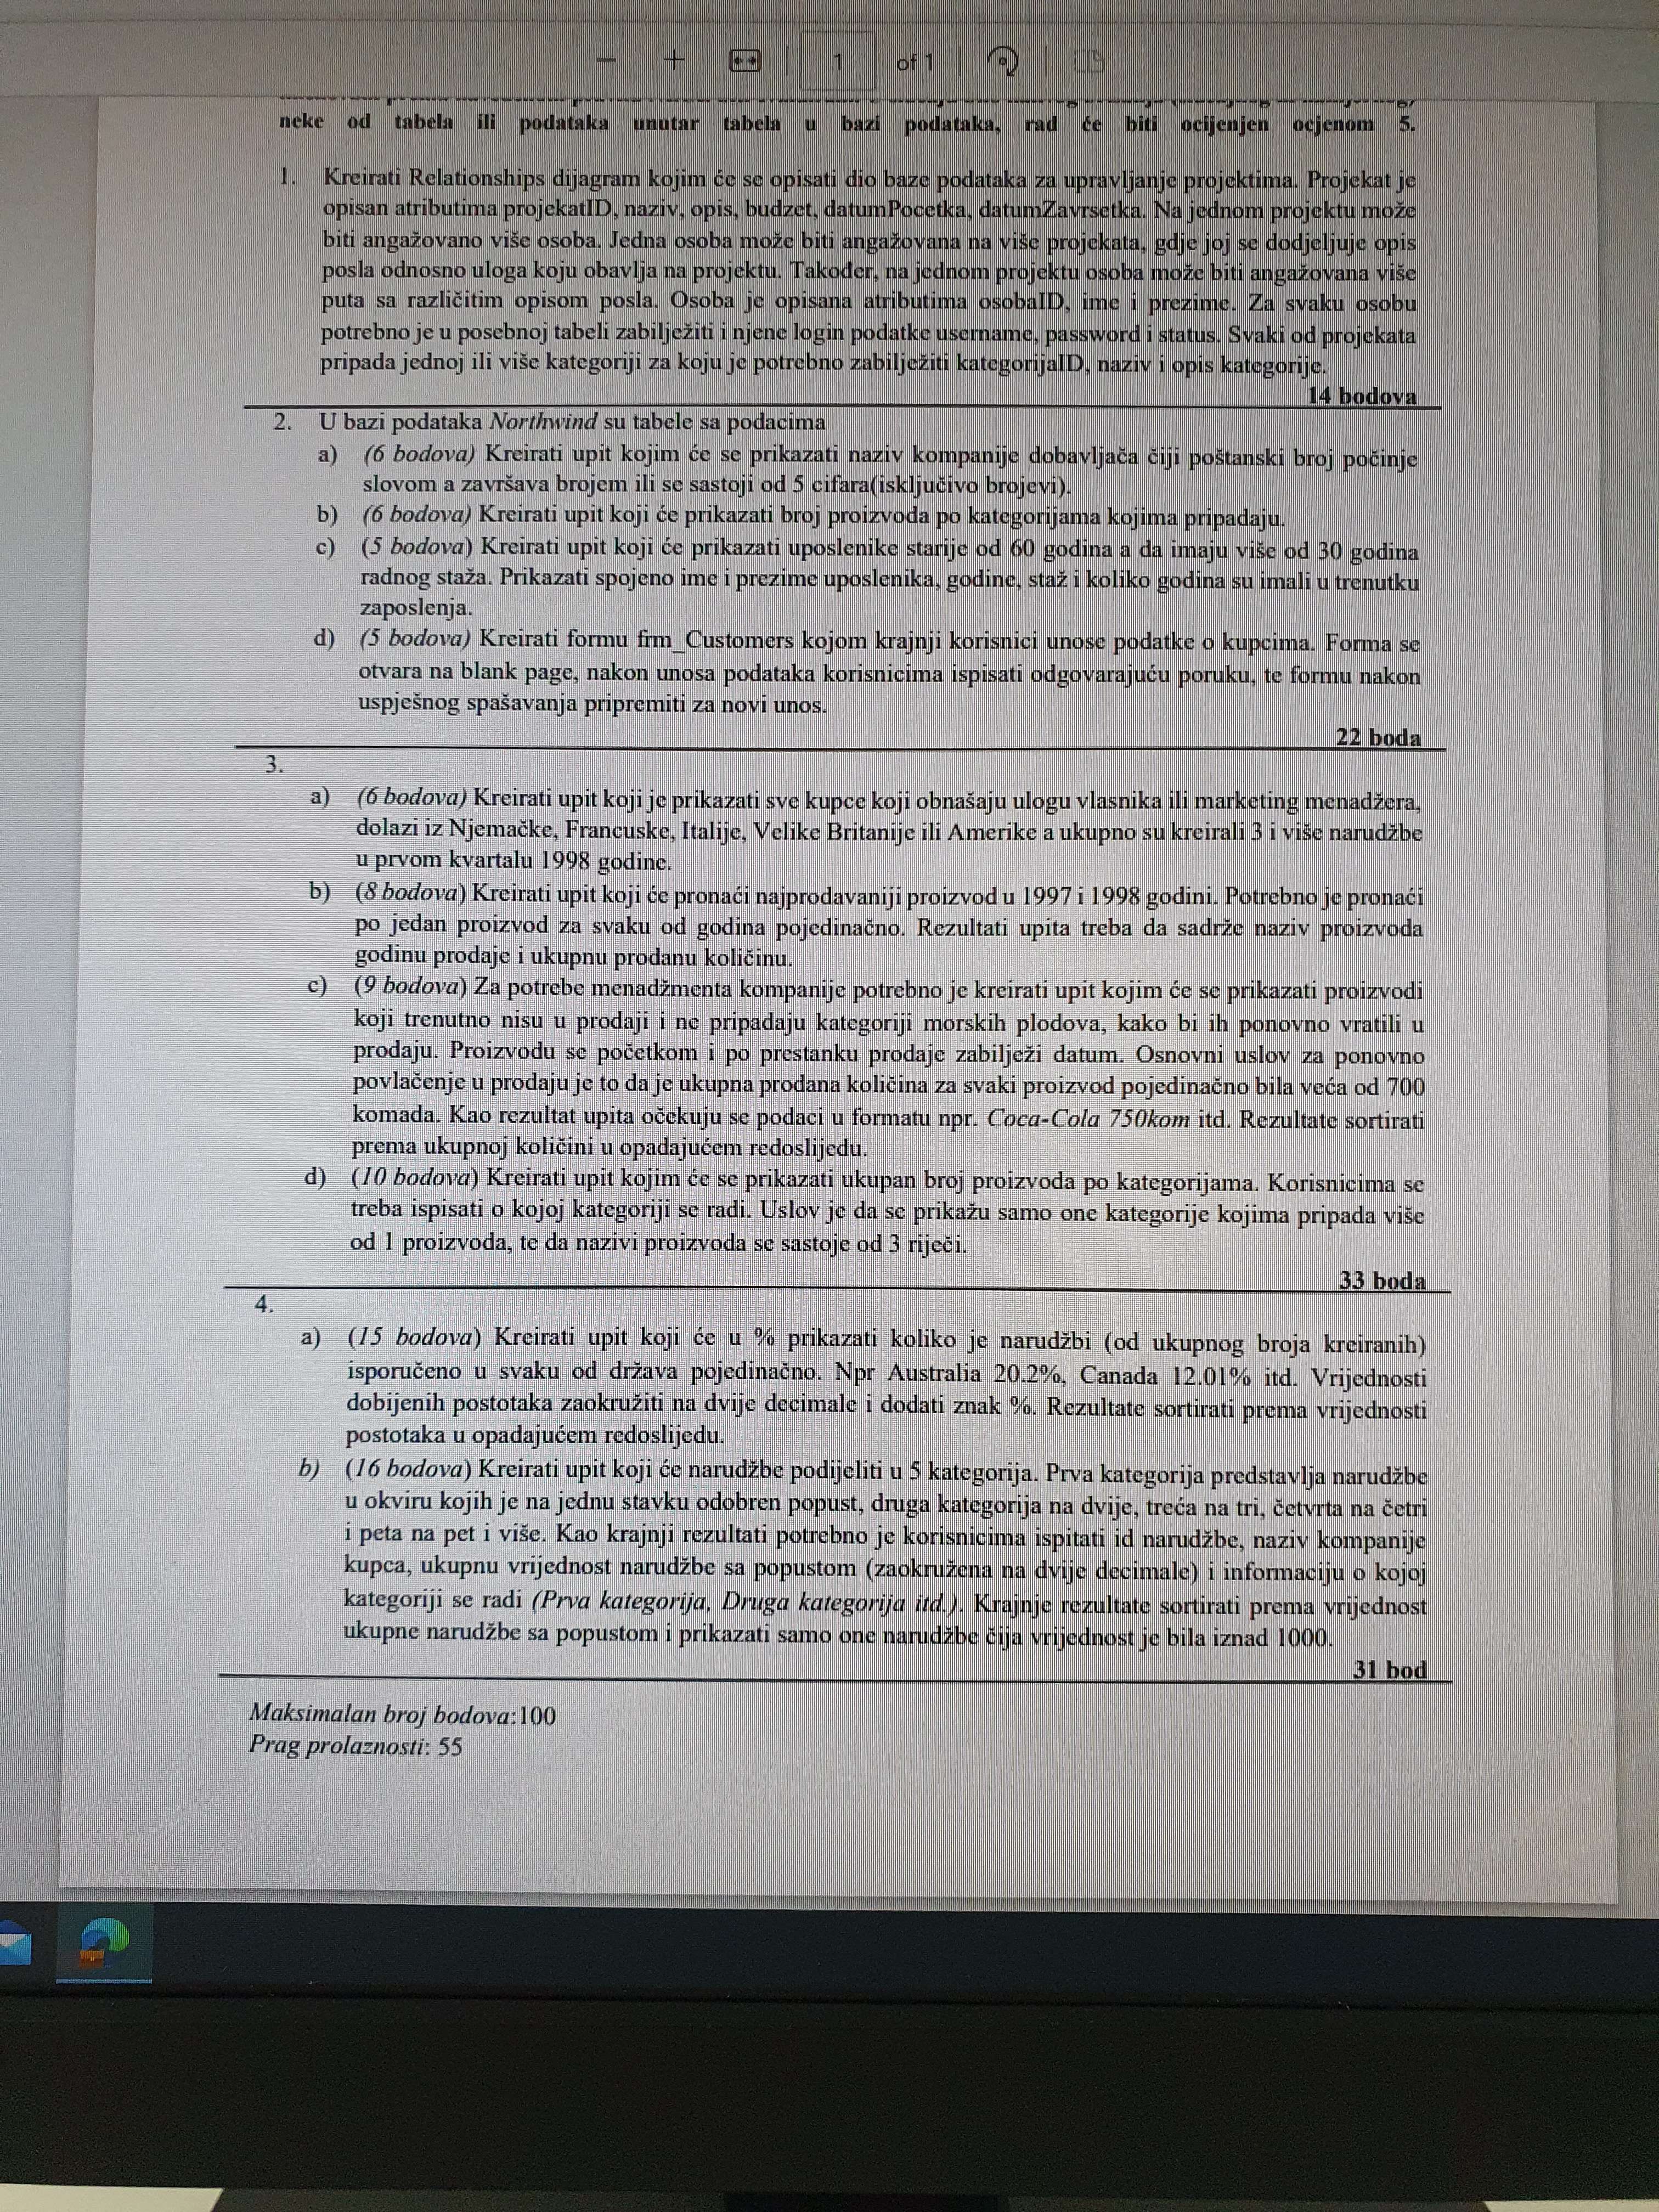 1 of 1
neke od tabela ili podataka unutar tabela u bazi podataka, rad će biti ocijenjen ocjenom 5.
1. Kreirati Relationships dijagram kojim će se opisati dio baze podataka za upravljanje projektima. Projekat je
opisan atributima projekatID, naziv, opis, budzet, datumPocetka, datumZavrsetka. Na jednom projektu može
biti angažovano više osoba. Jedna osoba može biti angažovana na više projekata, gdje joj se dodjeljuje opis
posla odnosno uloga koju obavlja na projektu. Također, na jednom projektu osoba može biti angažovana više
puta sa različitim opisom posla. Osoba je opisana atributima osobaID, ime i prezime. Za svaku osobu
potrebno je u posebnoj tabeli zabilježiti i njene login podatke username, password i status. Svaki od projekata
pripada jednoj ili više kategoriji za koju je potrebno zabilježiti kategorijaID, naziv i opis kategorije.
14 bodova
2. U bazi podataka Northwind su tabele sa podacima
a) (6 bodova) Kreirati upit kojim će se prikazati naziv kompanije dobavljača čiji poštanski broj počinje
slovom a završava brojem ili se sastoji od 5 cifara(isključivo brojevi).
b) (6 bodova) Kreirati upit koji će prikazati broj proizvoda po kategorijama kojima pripadaju.
c) (5 bodova) Kreirati upit koji će prikazati uposlenike starije od 60 godina a da imaju više od 30 godina
radnog staža. Prikazati spojeno ime i prezime uposlenika, godine, staž i koliko godina su imali u trenutku
zaposlenja.
d) (5 bodova) Kreirati formu frm_Customers kojom krajnji korisnici unose podatke o kupcima. Forma se
otvara na blank page, nakon unosa podataka korisnicima ispisati odgovarajuću poruku, te formu nakon
uspješnog spašavanja pripremiti za novi unos.
22 boda
3.
a) (6 bodova) Kreirati upit koji je prikazati sve kupce koji obnašaju ulogu vlasnika ili marketing menadžera,
dolazi iz Njemačke, Francuske, Italije, Velike Britanije ili Amerike a ukupno su kreirali 3 i više narudžbe
u prvom kvartalu 1998 godine.
b) (8 bodova) Kreirati upit koji će pronaći najprodavaniji proizvod u 1997 i 1998 godini. Potrebno je pronaći
po jedan proizvod za svaku od godina pojedinačno. Rezultati upita treba da sadrže naziv proizvoda
godinu prodaje i ukupnu prodanu količinu.
c) (9 bodova) Za potrebe menadžmenta kompanije potrebno je kreirati upit kojim će se prikazati proizvodi
koji trenutno nisu u prodaji i ne pripadaju kategoriji morskih plodova, kako bi ih ponovno vratili u
prodaju. Proizvodu se početkom i po prestanku prodaje zabilježi datum. Osnovni uslov za ponovno
povlačenje u prodaju je to da je ukupna prodana količina za svaki proizvod pojedinačno bila veća od 700
komada. Kao rezultat upita očekuju se podaci u formatu npr. Coca-Cola 750kom itd. Rezultate sortirati
prema ukupnoj količini u opadajućem redoslijedu.
d) (10 bodova) Kreirati upit kojim će se prikazati ukupan broj proizvoda po kategorijama. Korisnicima se
treba ispisati o kojoj kategoriji se radi. Uslov je da se prikažu samo one kategorije kojima pripada više
od 1 proizvoda, te da nazivi proizvoda se sastoje od 3 riječi.
33 boda
4.
a) (15 bodova) Kreirati upit koji će u % prikazati koliko je narudžbi (od ukupnog broja kreiranih)
isporučeno u svaku od država pojedinačno. Npr Australia 20.2%, Canada 12.01% itd. Vrijednosti
dobijenih postotaka zaokružiti na dvije decimale i dodati znak %. Rezultate sortirati prema vrijednosti
postotaka u opadajućem redoslijedu.
b) (16 bodova) Kreirati upit koji će narudžbe podijeliti u 5 kategorija. Prva kategorija predstavlja narudžbe
u okviru kojih je na jednu stavku odobren popust, druga kategorija na dvije, treća na tri, četvrta na četri
i peta na pet i više. Kao krajnji rezultati potrebno je korisnicima ispitati id narudžbe, naziv kompanije
kupca, ukupnu vrijednost narudžbe sa popustom (zaokružena na dvije decimale) i informaciju o kojoj
kategoriji se radi (Prva kategorija, Druga kategorija itd.). Krajnje rezultate sortirati prema vrijednost
ukupne narudžbe sa popustom i prikazati samo one narudžbe čija vrijednost je bila iznad 1000.
31 bod
Maksimalan broj bodova:100
Prag prolaznosti: 55